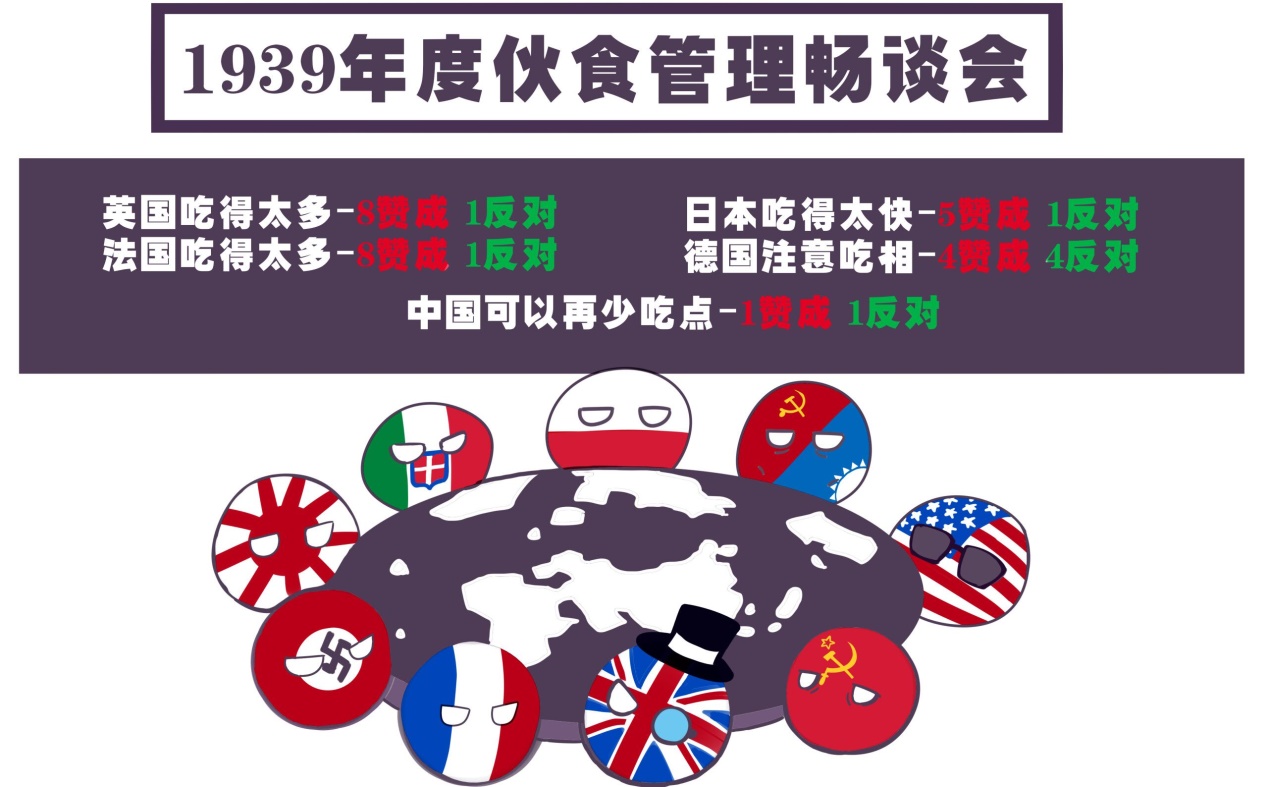 1939年度伙食管理畅谈会
英国吃得太多-8赞成 1反对
日本吃得太快-5赞成 1反对
法国吃得太多-8赞成 1反对
德国注意吃相-4赞成 4反对
中国可以再少吃点-1赞成 1反对